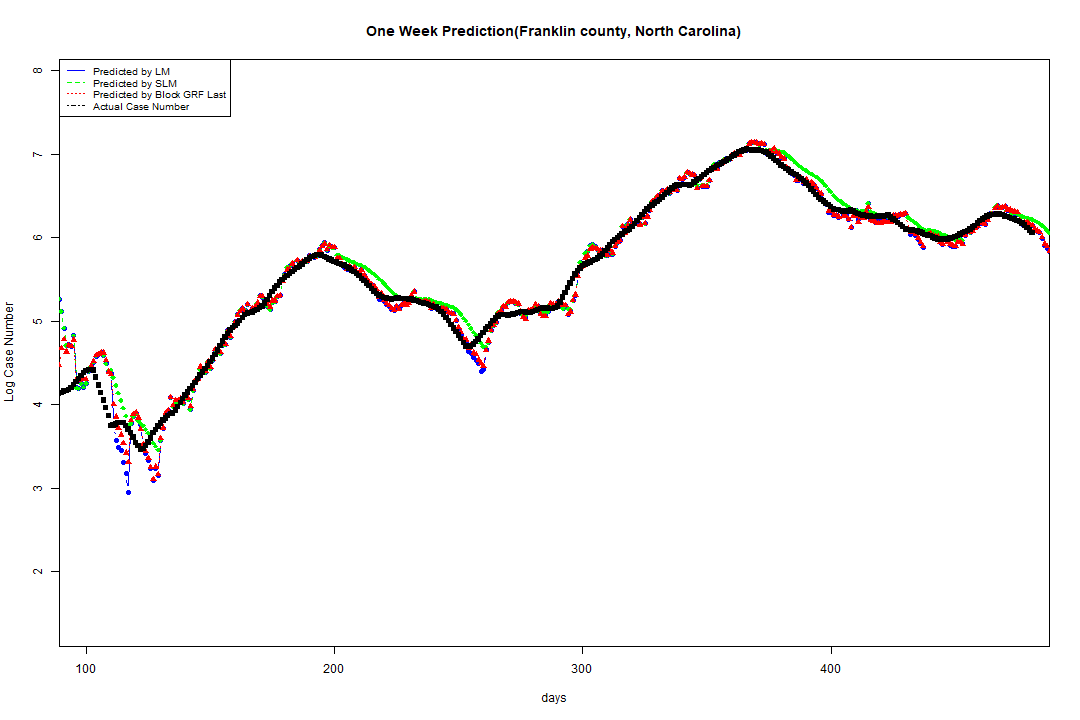 One Week Prediction(Franklin county, North Carolina)
Predicted by LM
Predicted by SLM
Predicted by Block GRF Last
Actual Case Number
8
7
6
5
4
3
2
Log Case Number
100 200 300 400
days